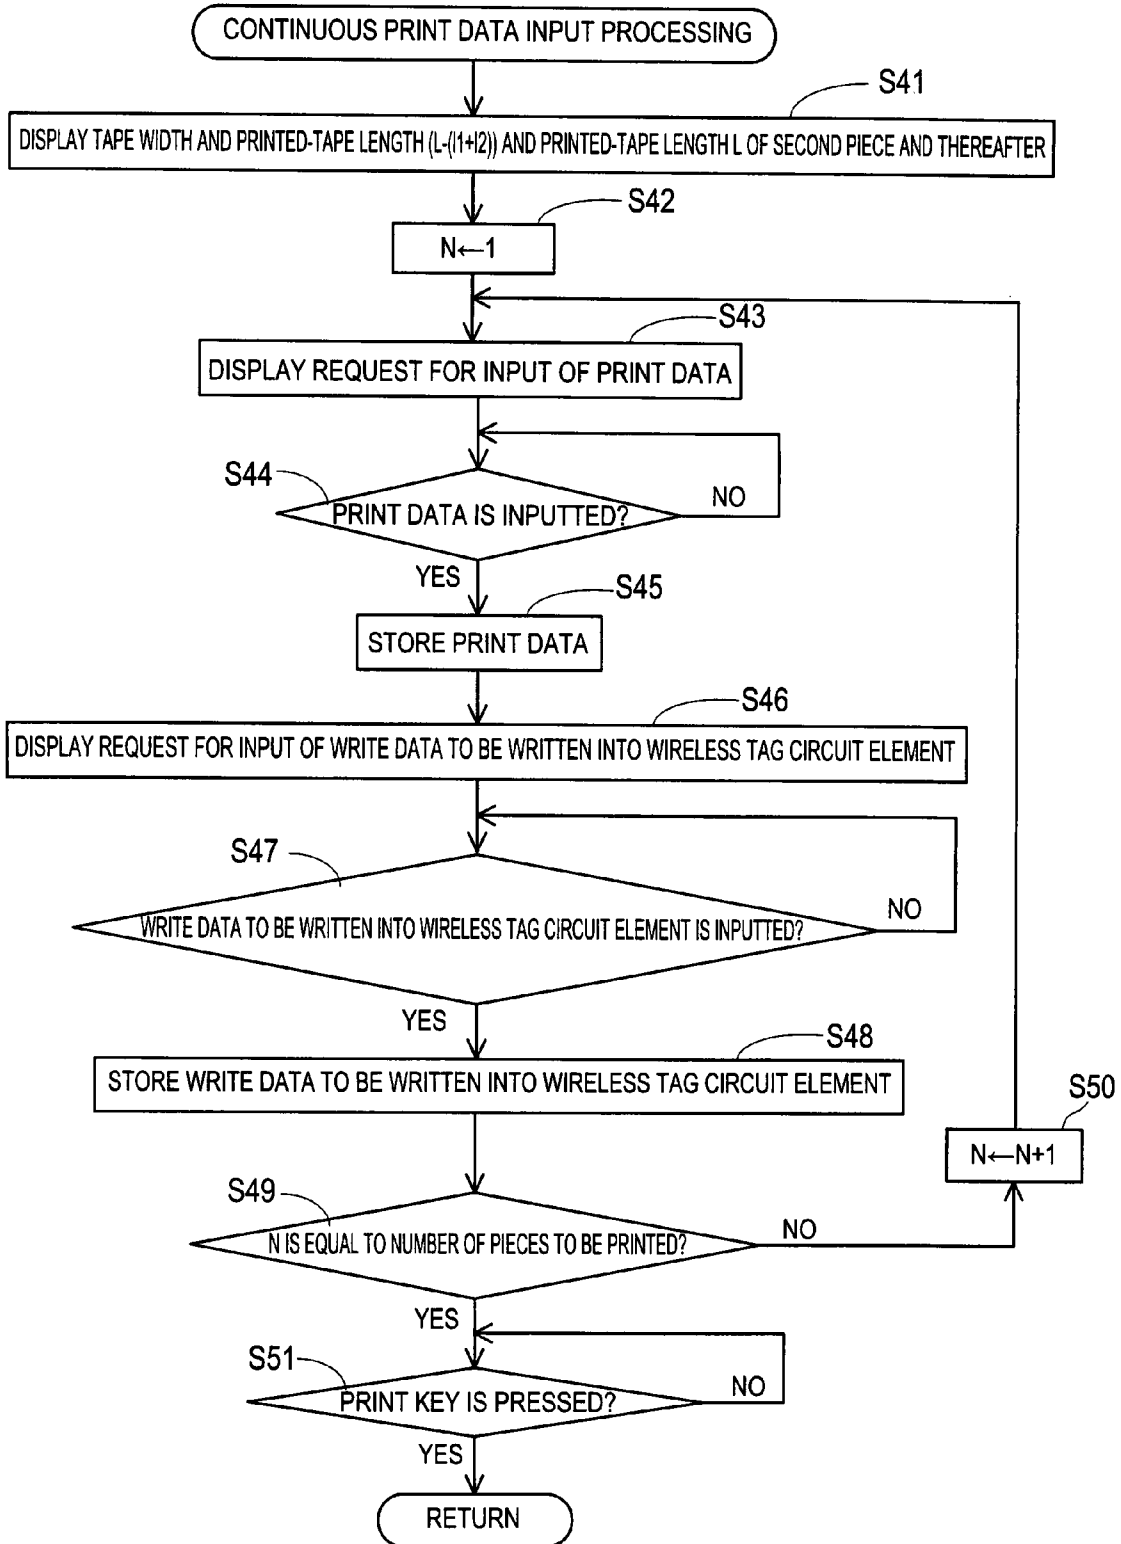 CONTINUOUS PRINT DATA INPUT PROCESSING
S41
DISPLAY TAPE WIDTH AND PRINTED-TAPE LENGTH (L-(l1+l2)) AND PRINTED-TAPE LENGTH L OF SECOND PIECE AND THEREAFTER
S42
N←1
S43
DISPLAY REQUEST FOR INPUT OF PRINT DATA
S44
PRINT DATA IS INPUTTED?
NO
YES
S45
STORE PRINT DATA
S46
DISPLAY REQUEST FOR INPUT OF WRITE DATA TO BE WRITTEN INTO WIRELESS TAG CIRCUIT ELEMENT
S47
WRITE DATA TO BE WRITTEN INTO WIRELESS TAG CIRCUIT ELEMENT IS INPUTTED?
NO
YES
S48
STORE WRITE DATA TO BE WRITTEN INTO WIRELESS TAG CIRCUIT ELEMENT
S50
N←N+1
S49
N IS EQUAL TO NUMBER OF PIECES TO BE PRINTED?
NO
YES
S51
PRINT KEY IS PRESSED?
NO
YES
RETURN